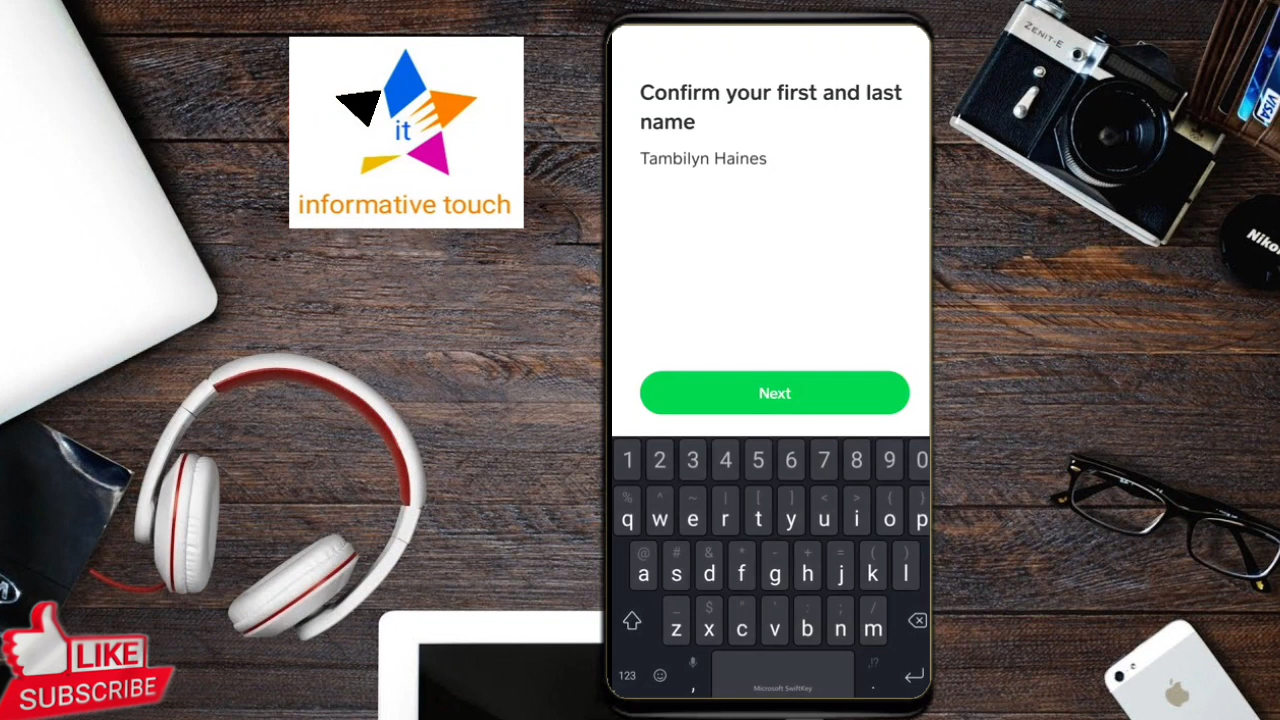 it
informative touch
Confirm your first and last
name
Tambilyn Haines
Next
1 2 3 4 5 6 7 8 9 0
% ^ ~ | [ ] < > { }
q w e r t y u i o p
@ # & * - + = ( )
a s d f g h j k l
_ $ " ' : ; /
z x c v b n m
123 , ,!? .
Microsoft SwiftKey
ZENIT-E
VISA
Nikon
LIKE
SUBSCRIBE